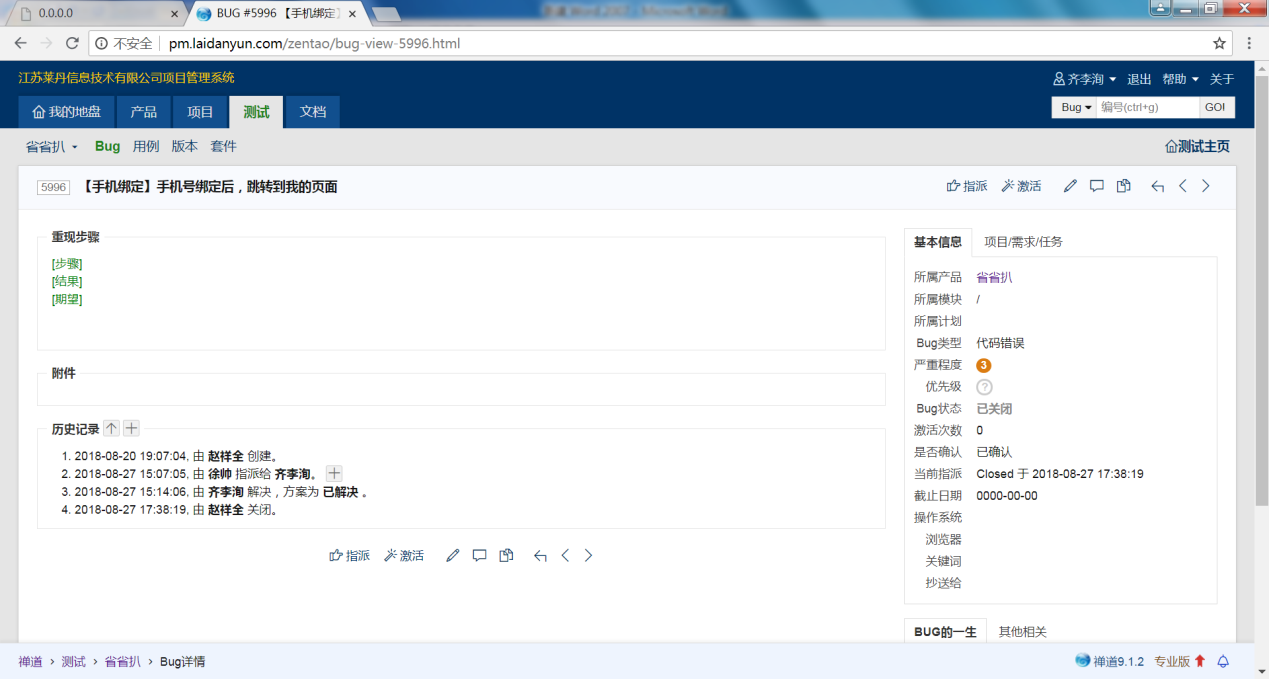 0.0.0.0
BUG #5996 【手机绑定】
不安全 pm.laidanyun.com/zentao/bug-view-5996.html
江苏莱丹信息技术有限公司项目管理系统
齐李洵 退出 帮助 关于
我的地盘 产品 项目 测试 文档
Bug 编号(ctrl+g) GO!
省省扒 Bug 用例 版本 套件
测试主页
5996 【手机绑定】手机号绑定后，跳转到我的页面
指派 激活
重现步骤
[步骤]
[结果]
[期望]
附件
历史记录
1. 2018-08-20 19:07:04, 由 赵祥全 创建。
2. 2018-08-27 15:07:05, 由 徐帅 指派给 齐李洵。
3. 2018-08-27 15:14:06, 由 齐李洵 解决，方案为 已解决 。
4. 2018-08-27 17:38:19, 由 赵祥全 关闭。
指派 激活
基本信息 项目/需求/任务
所属产品 省省扒
所属模块 /
所属计划
Bug类型 代码错误
严重程度 3
优先级 ?
Bug状态 已关闭
激活次数 0
是否确认 已确认
当前指派 Closed 于 2018-08-27 17:38:19
截止日期 0000-00-00
操作系统
浏览器
关键词
抄送给
BUG的一生 其他相关
禅道 > 测试 > 省省扒 > Bug详情
禅道9.1.2 专业版